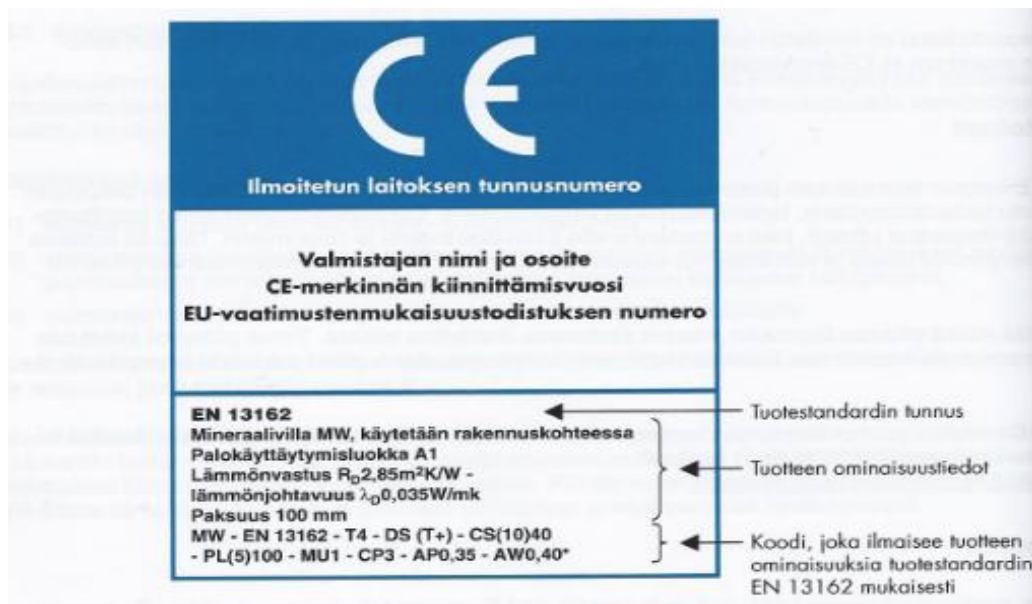 CE
Ilmoitetun laitoksen tunnusnumero
Valmistajan nimi ja osoite
CE-merkinnän kiinnittämisvuosi
EU-vaatimustenmukaisuustodistuksen numero
EN 13162
Mineraalivilla MW, käytetään rakennuskohteessa
Palokäyttäytymisluokka A1
Lämmönvastus RD2,85m²K/W -
lämmönjohtavuus λD0,035W/mk
Paksuus 100 mm
MW - EN 13162 - T4 - DS (T+) - CS(10)40
- PL(5)100 - MU1 - CP3 - AP0,35 - AW0,40"
Tuotestandardin tunnus
Tuotteen ominaisuustiedot
Koodi, joka ilmaisee tuotteen
ominaisuuksia tuotestandardin
EN 13162 mukaisesti